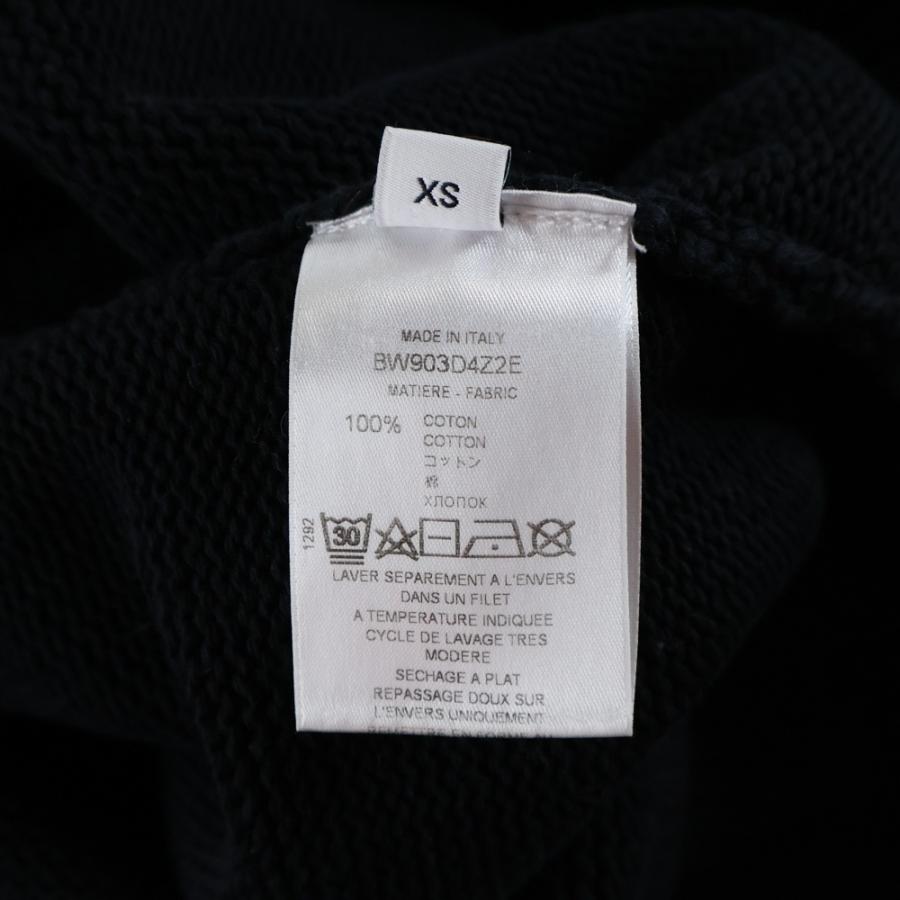 XS
MADE IN ITALY
BW903D4Z2E
MATIERE - FABRIC
100% COTON
COTTON
コットン
棉
ХЛОПОК
1292
30
LAVER SEPAREMENT A L'ENVERS
DANS UN FILET
A TEMPERATURE INDIQUEE
CYCLE DE LAVAGE TRES
MODERE
SECHAGE A PLAT
REPASSAGE DOUX SUR
L'ENVERS UNIQUEMENT